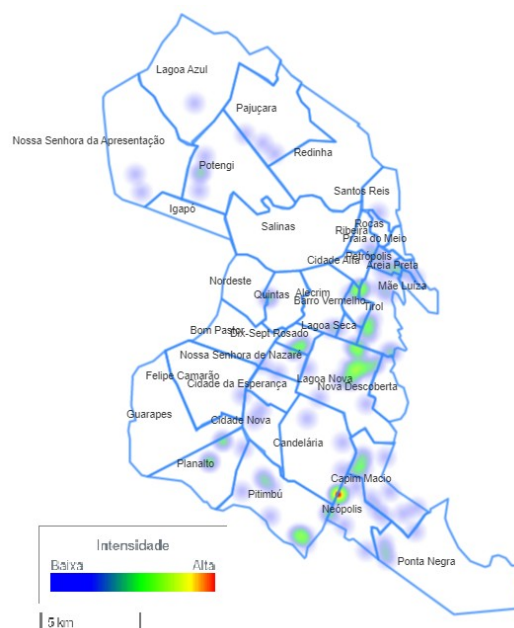 Lagoa Azul
Pajuçara
Nossa Senhora da Apresentação
Redinha
Potengi
Santos Reis
Igapó
Rocas
Salinas
Ribeira
Praia do Meio
Petrópolis
Cidade Alta
Areia Preta
Nordeste
Mãe Luíza
Quintas
Alecrim
Barro Vermelho
Tirol
Bom Pastor
Dix-Sept Rosado
Lagoa Seca
Nossa Senhora de Nazaré
Felipe Camarão
Lagoa Nova
Cidade da Esperança
Nova Descoberta
Guarapes
Cidade Nova
Candelária
Planalto
Capim Macio
Pitimbú
Neópolis
Ponta Negra
Intensidade
Baixa Alta
5 km